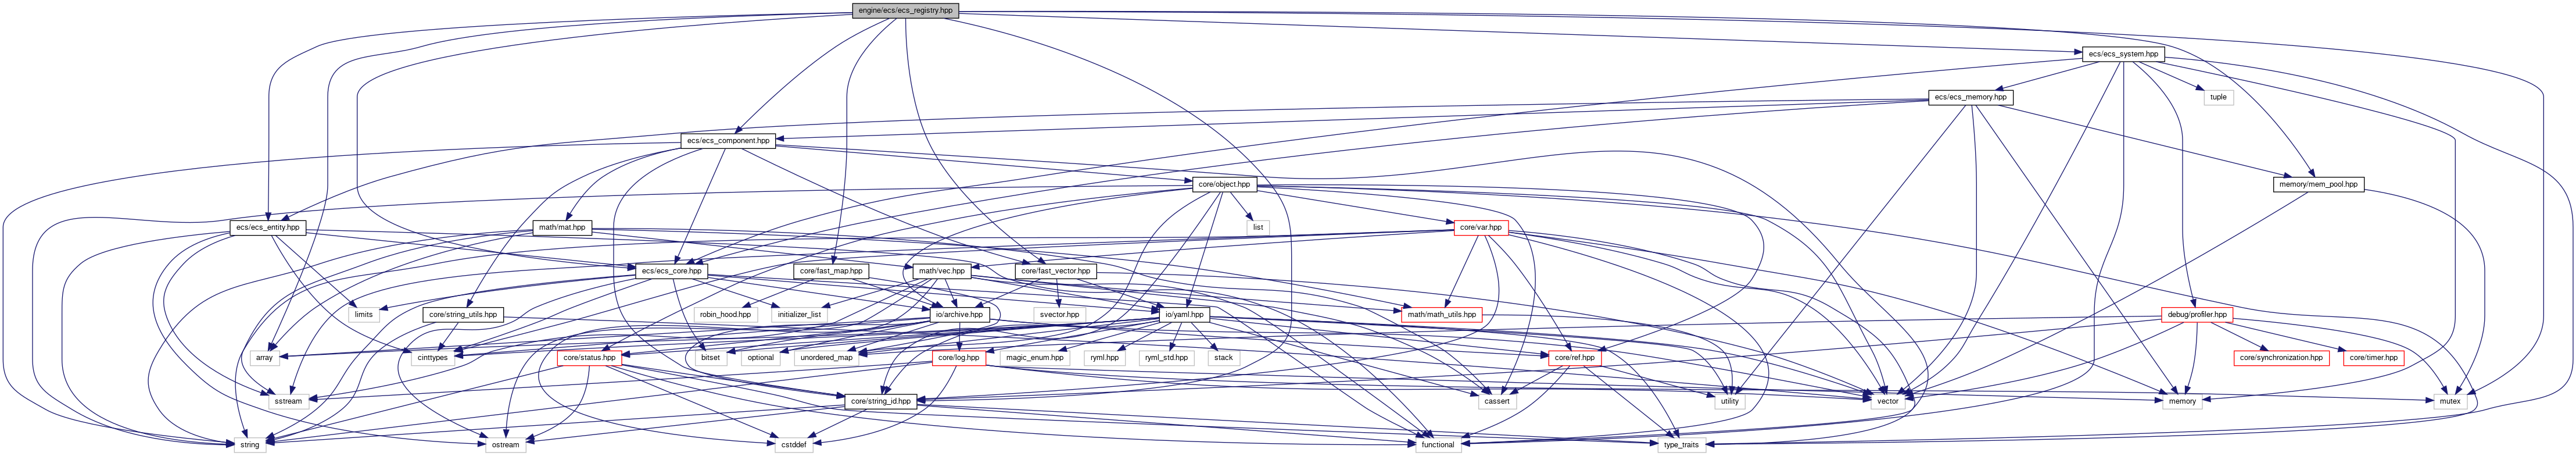 engine/ecs/ecs_registry.hpp
ecs/ecs_system.hpp
ecs/ecs_memory.hpp
tuple
ecs/ecs_component.hpp
core/object.hpp
memory/mem_pool.hpp
ecs/ecs_entity.hpp
math/mat.hpp
list
core/var.hpp
ecs/ecs_core.hpp
core/fast_map.hpp
math/vec.hpp
core/fast_vector.hpp
limits
core/string_utils.hpp
robin_hood.hpp
initializer_list
io/archive.hpp
svector.hpp
io/yaml.hpp
math/math_utils.hpp
debug/profiler.hpp
array
cinttypes
core/status.hpp
bitset
optional
unordered_map
core/log.hpp
magic_enum.hpp
ryml.hpp
ryml_std.hpp
stack
core/ref.hpp
core/synchronization.hpp
core/timer.hpp
sstream
core/string_id.hpp
cassert
utility
vector
memory
mutex
string
ostream
cstddef
functional
type_traits